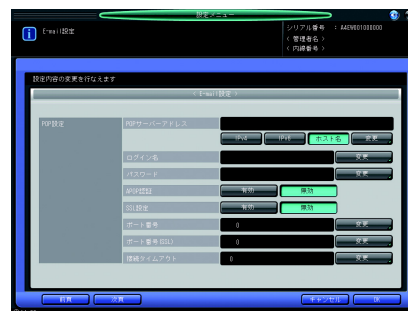 設定メニュー
E-mail設定
シリアル番号 : A4EW601000000
< 管理者名 >
< 内線番号 >
設定内容の変更を行なえます
< E-mail設定 >
POP設定
POPサーバーアドレス
IPv4 IPv6 ホスト名 変更
ログイン名 変更
パスワード 変更
APOP認証 有効 無効
SSL設定 有効 無効
ポート番号 0 変更
ポート番号(SSL) 0 変更
接続タイムアウト 0 変更
前頁 次頁 キャンセル OK